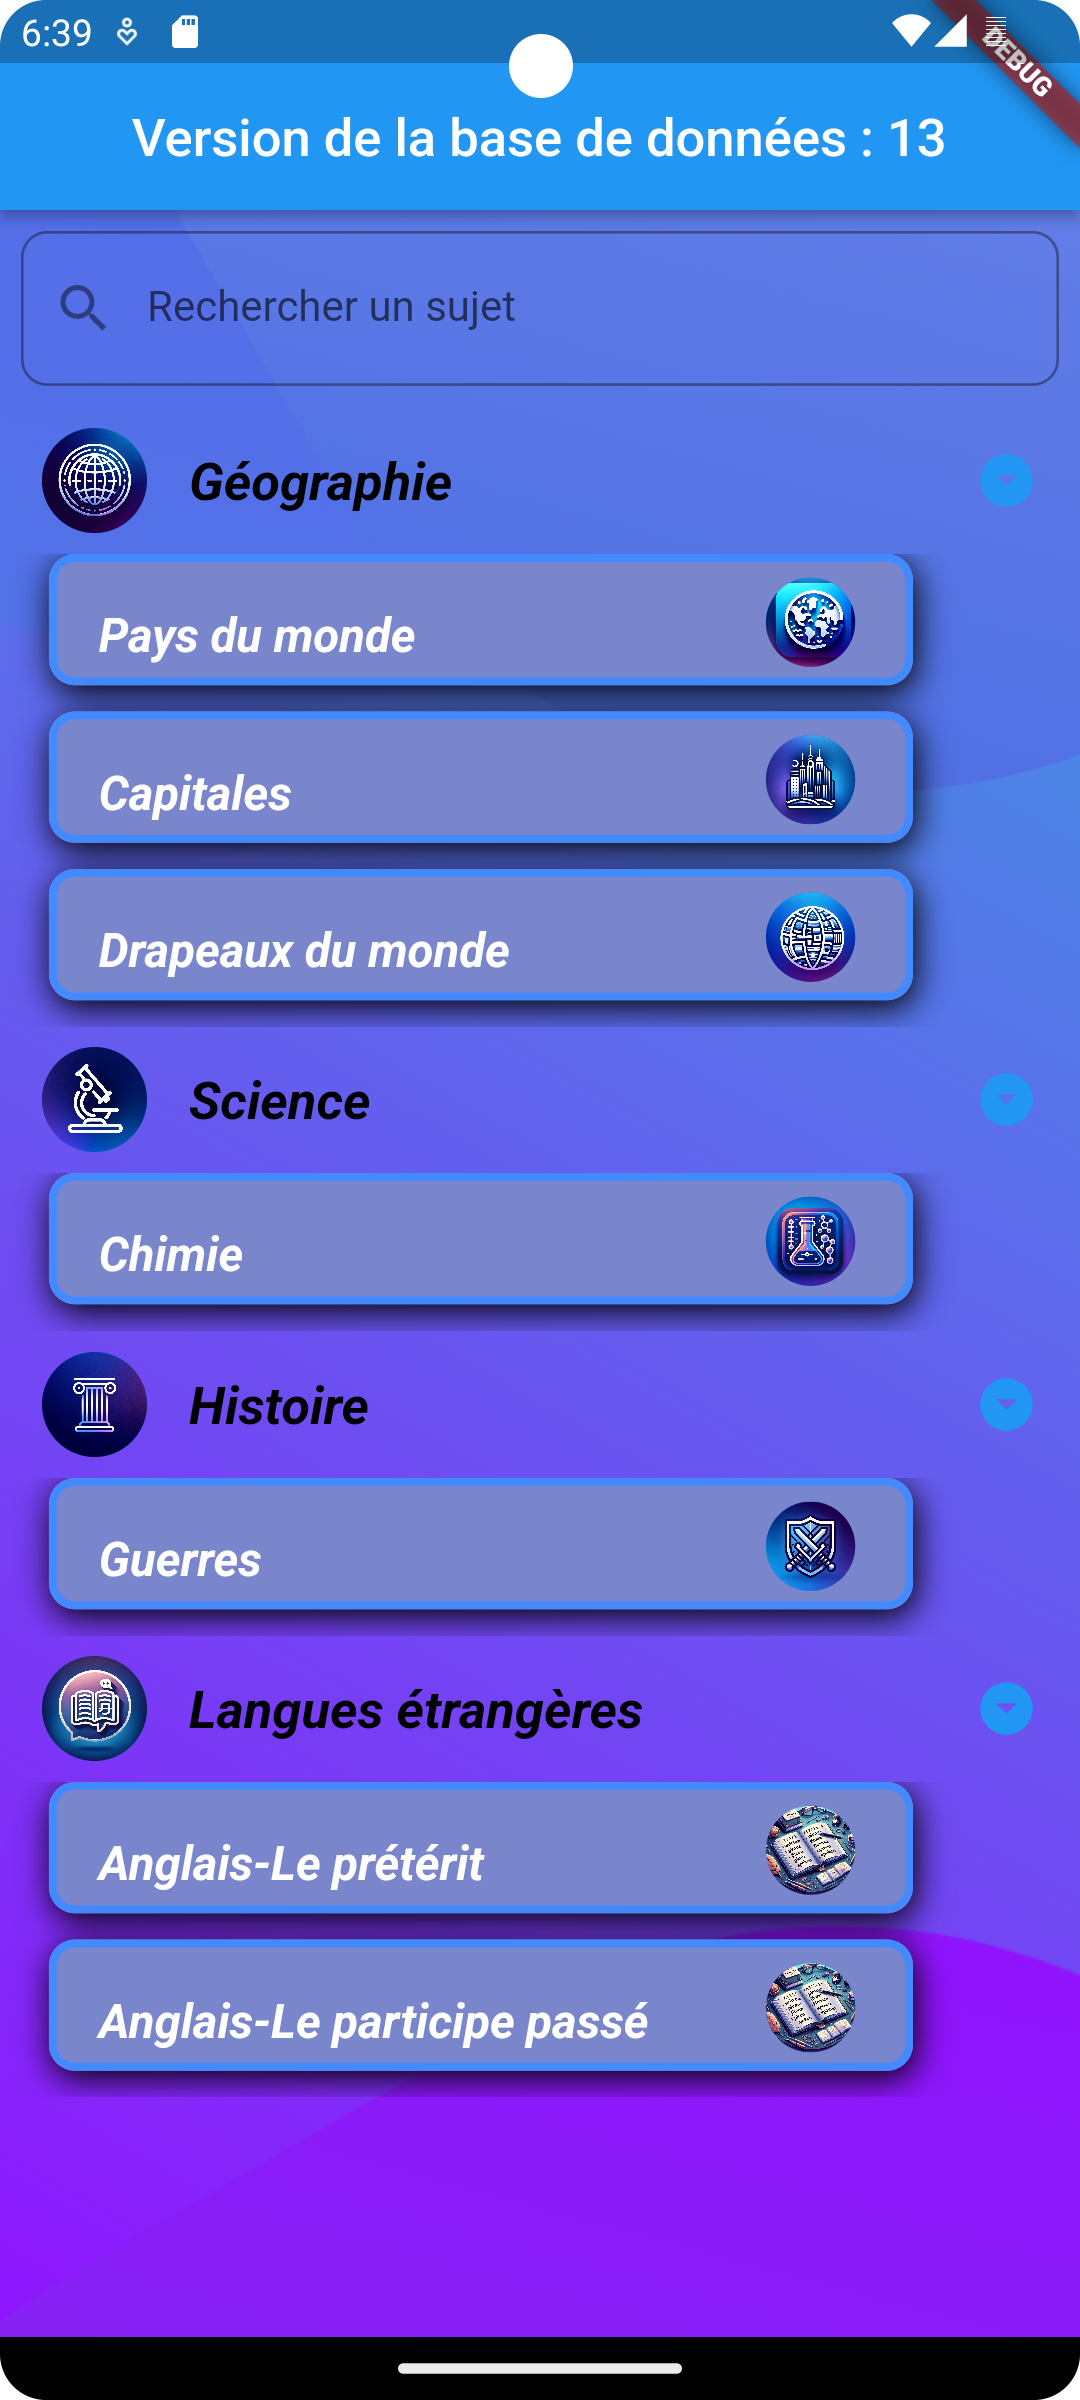 6:39
DEBUG
Version de la base de données : 13
Rechercher un sujet
Géographie
Pays du monde
Capitales
Drapeaux du monde
Science
Chimie
Histoire
Guerres
Langues étrangères
Anglais-Le prétérit
Anglais-Le participe passé